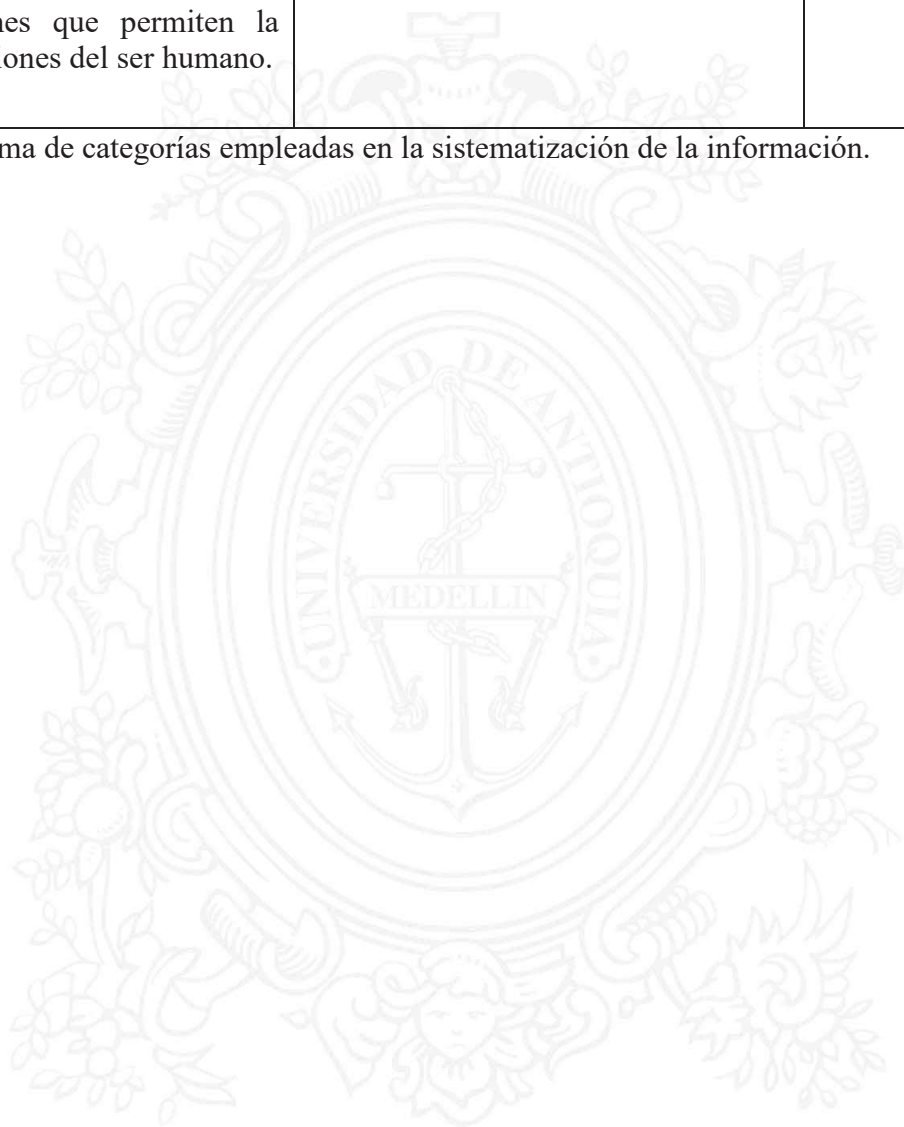 nes que permiten la
iones del ser humano.
ma de categorías empleadas en la sistematización de la información.
UNIVERSIDAD DE ANTIOQUIA
MEDELLIN